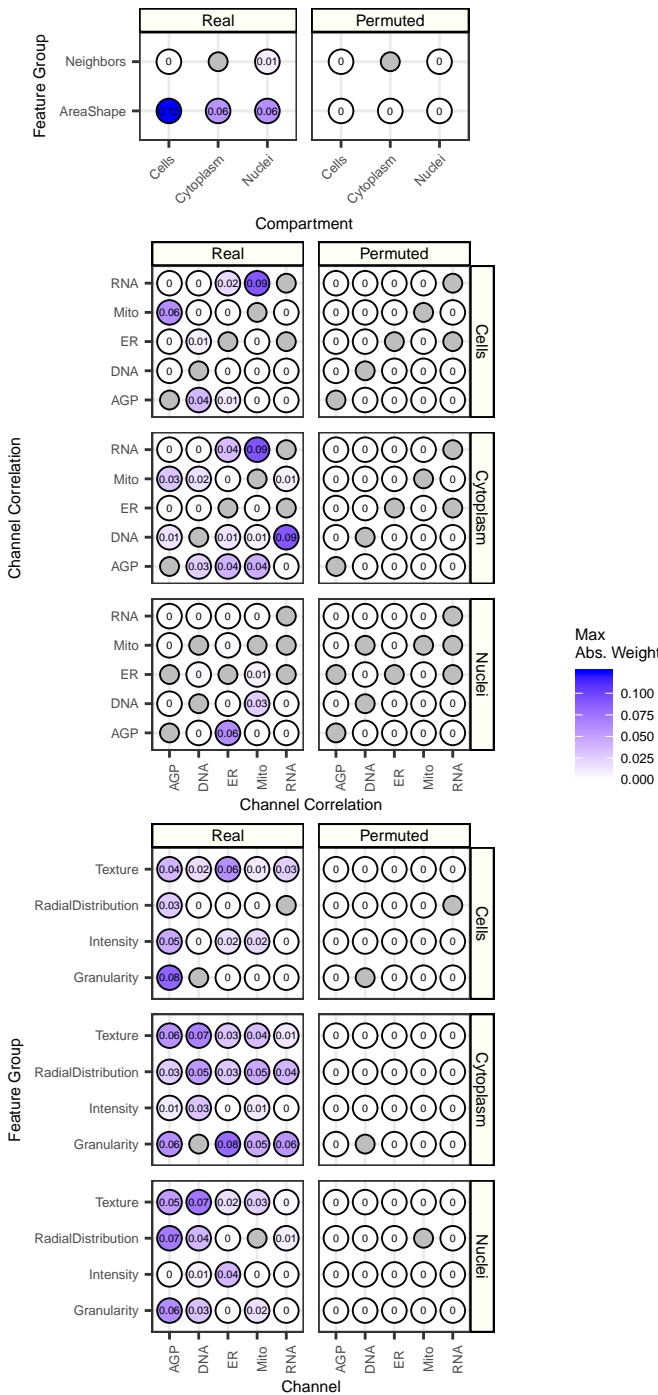 Real Permuted
Neighbors 0 0.01 0 0
AreaShape 0.12 0.06 0.06 0 0 0
Feature Group
Cells Cytoplasm Nuclei Cells Cytoplasm Nuclei
Compartment
Real Permuted
RNA 0 0 0.02 0.09 0 0 0 0
Mito 0.06 0 0 0 0 0 0 0
ER 0 0.01 0 0 0 0
DNA 0 0 0 0 0 0 0 0
AGP 0.04 0.01 0 0 0 0 0 0
Cells
RNA 0 0 0.04 0.09 0 0 0 0
Mito 0.03 0.02 0 0.01 0 0 0 0
ER 0 0 0 0 0 0
DNA 0.01 0.01 0.01 0.09 0 0 0 0
AGP 0.03 0.04 0.04 0 0 0 0 0
Cytoplasm
RNA 0 0 0 0 0 0 0 0
Mito 0 0 0 0
ER 0 0.01 0 0
DNA 0 0 0.03 0 0 0 0 0
AGP 0 0.06 0 0 0 0 0 0
Nuclei
Channel Correlation
AGP DNA ER Mito RNA AGP DNA ER Mito RNA
Channel Correlation
Max
Abs. Weight
0.100
0.075
0.050
0.025
0.000
Real Permuted
Texture 0.04 0.02 0.06 0.01 0.03 0 0 0 0 0
RadialDistribution 0.03 0 0 0 0 0 0 0
Intensity 0.05 0 0.02 0.02 0 0 0 0 0 0
Granularity 0.08 0 0 0 0 0 0 0
Cells
Texture 0.06 0.07 0.03 0.04 0.01 0 0 0 0 0
RadialDistribution 0.03 0.05 0.03 0.05 0.04 0 0 0 0 0
Intensity 0.01 0.03 0 0.01 0 0 0 0 0 0
Granularity 0.06 0.08 0.05 0.06 0 0 0 0
Cytoplasm
Texture 0.05 0.07 0.02 0.03 0 0 0 0 0 0
RadialDistribution 0.07 0.04 0 0.01 0 0 0 0
Intensity 0 0.01 0.04 0 0 0 0 0 0 0
Granularity 0.06 0.03 0 0.02 0 0 0 0 0 0
Nuclei
Feature Group
AGP DNA ER Mito RNA AGP DNA ER Mito RNA
Channel